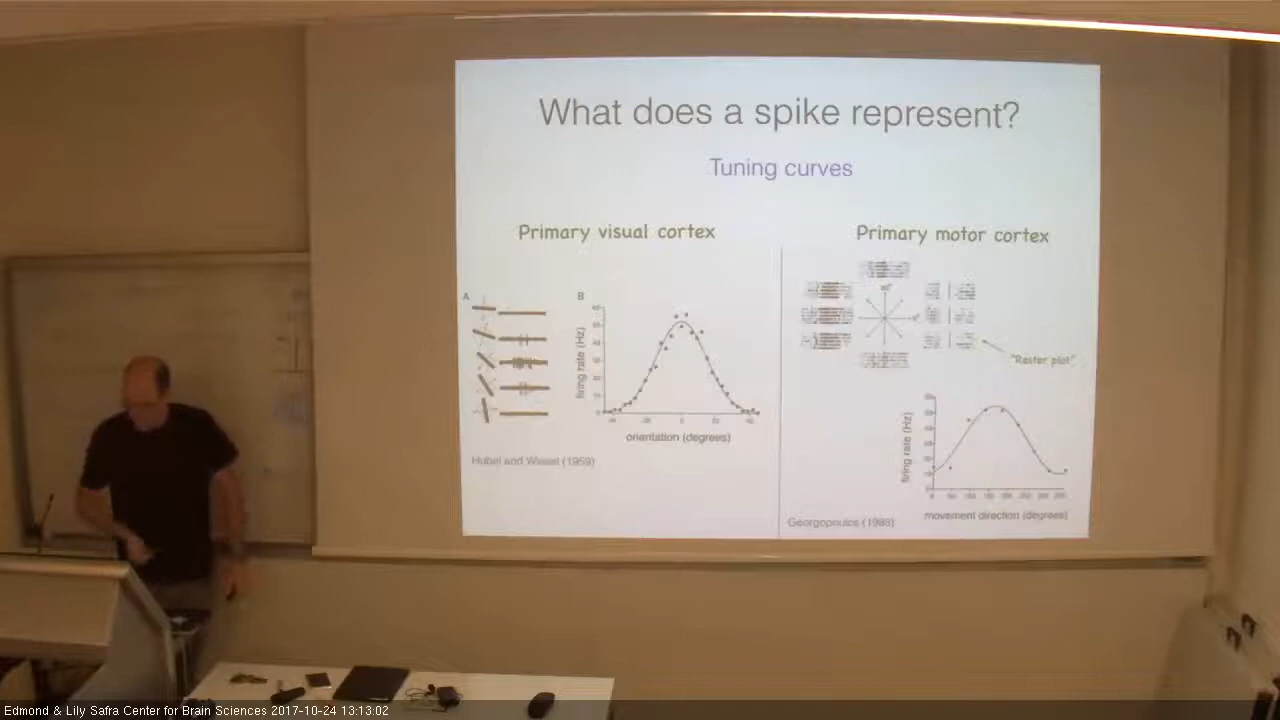 What does a spike represent?
Tuning curves
Primary visual cortex
Primary motor cortex
A
B
firing rate (Hz)
orientation (degrees)
Hubel and Wiesel (1959)
"Raster plot"
firing rate (Hz)
movement direction (degrees)
Edmond & Lily Safra Center for Brain Sciences 2017-10-24 13:13:02